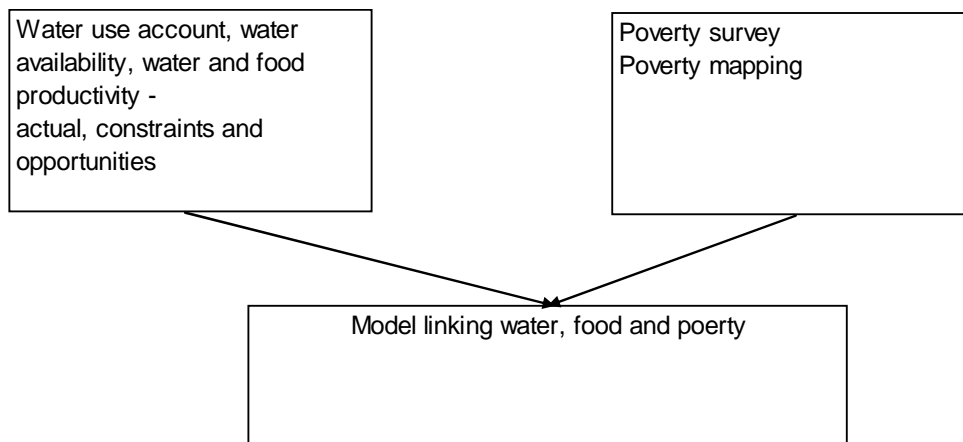 Water use account, water
availability, water and food
productivity -
actual, constraints and
opportunities
Poverty survey
Poverty mapping
Model linking water, food and poerty